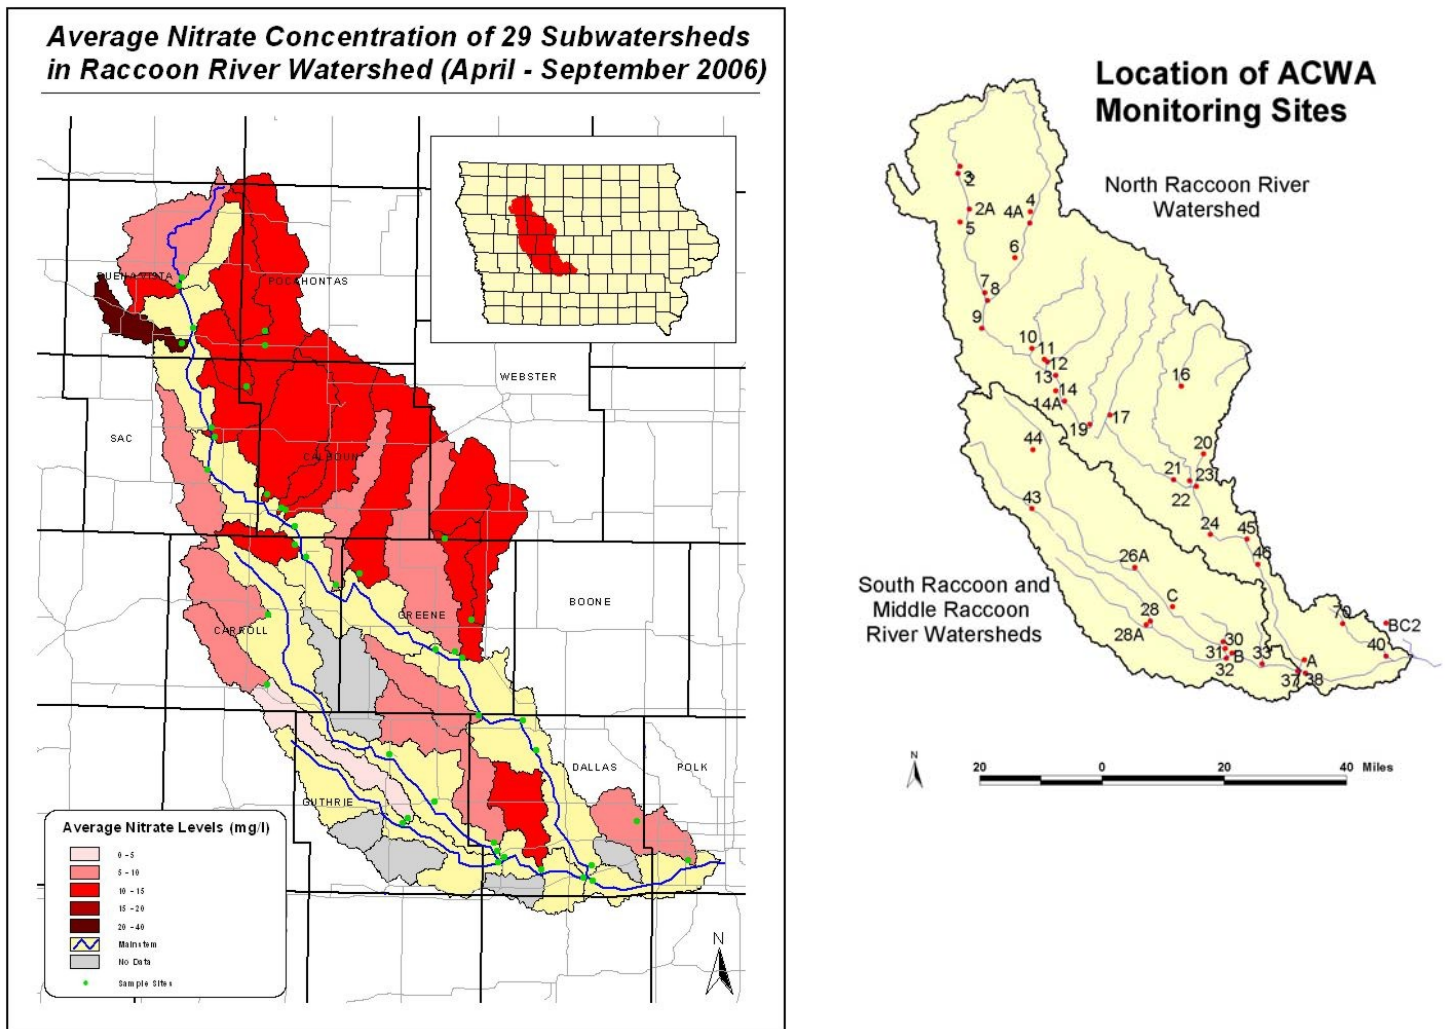 Average Nitrate Concentration of 29 Subwatersheds
in Raccoon River Watershed (April - September 2006)
BUENA VISTA
POCAHONTAS
WEBSTER
SAC
CALHOUN
BOONE
GREENE
CARROLL
DALLAS
POLK
GUTHRIE
Average Nitrate Levels (mg/l)
0 - 5
5 - 10
10 - 15
15 - 20
20 - 40
Mainstem
No Data
Sample Sites
N
Location of ACWA
Monitoring Sites
North Raccoon River
Watershed
3
2
2A
4
4A
5
6
7
8
9
10
11
12
13
14
14A
16
17
19
20
21
23
22
24
45
46
44
43
26A
C
28
28A
30
31
B
32
33
A
37
38
70
BC2
40
South Raccoon and
Middle Raccoon
River Watersheds
N
20 0 20 40 Miles